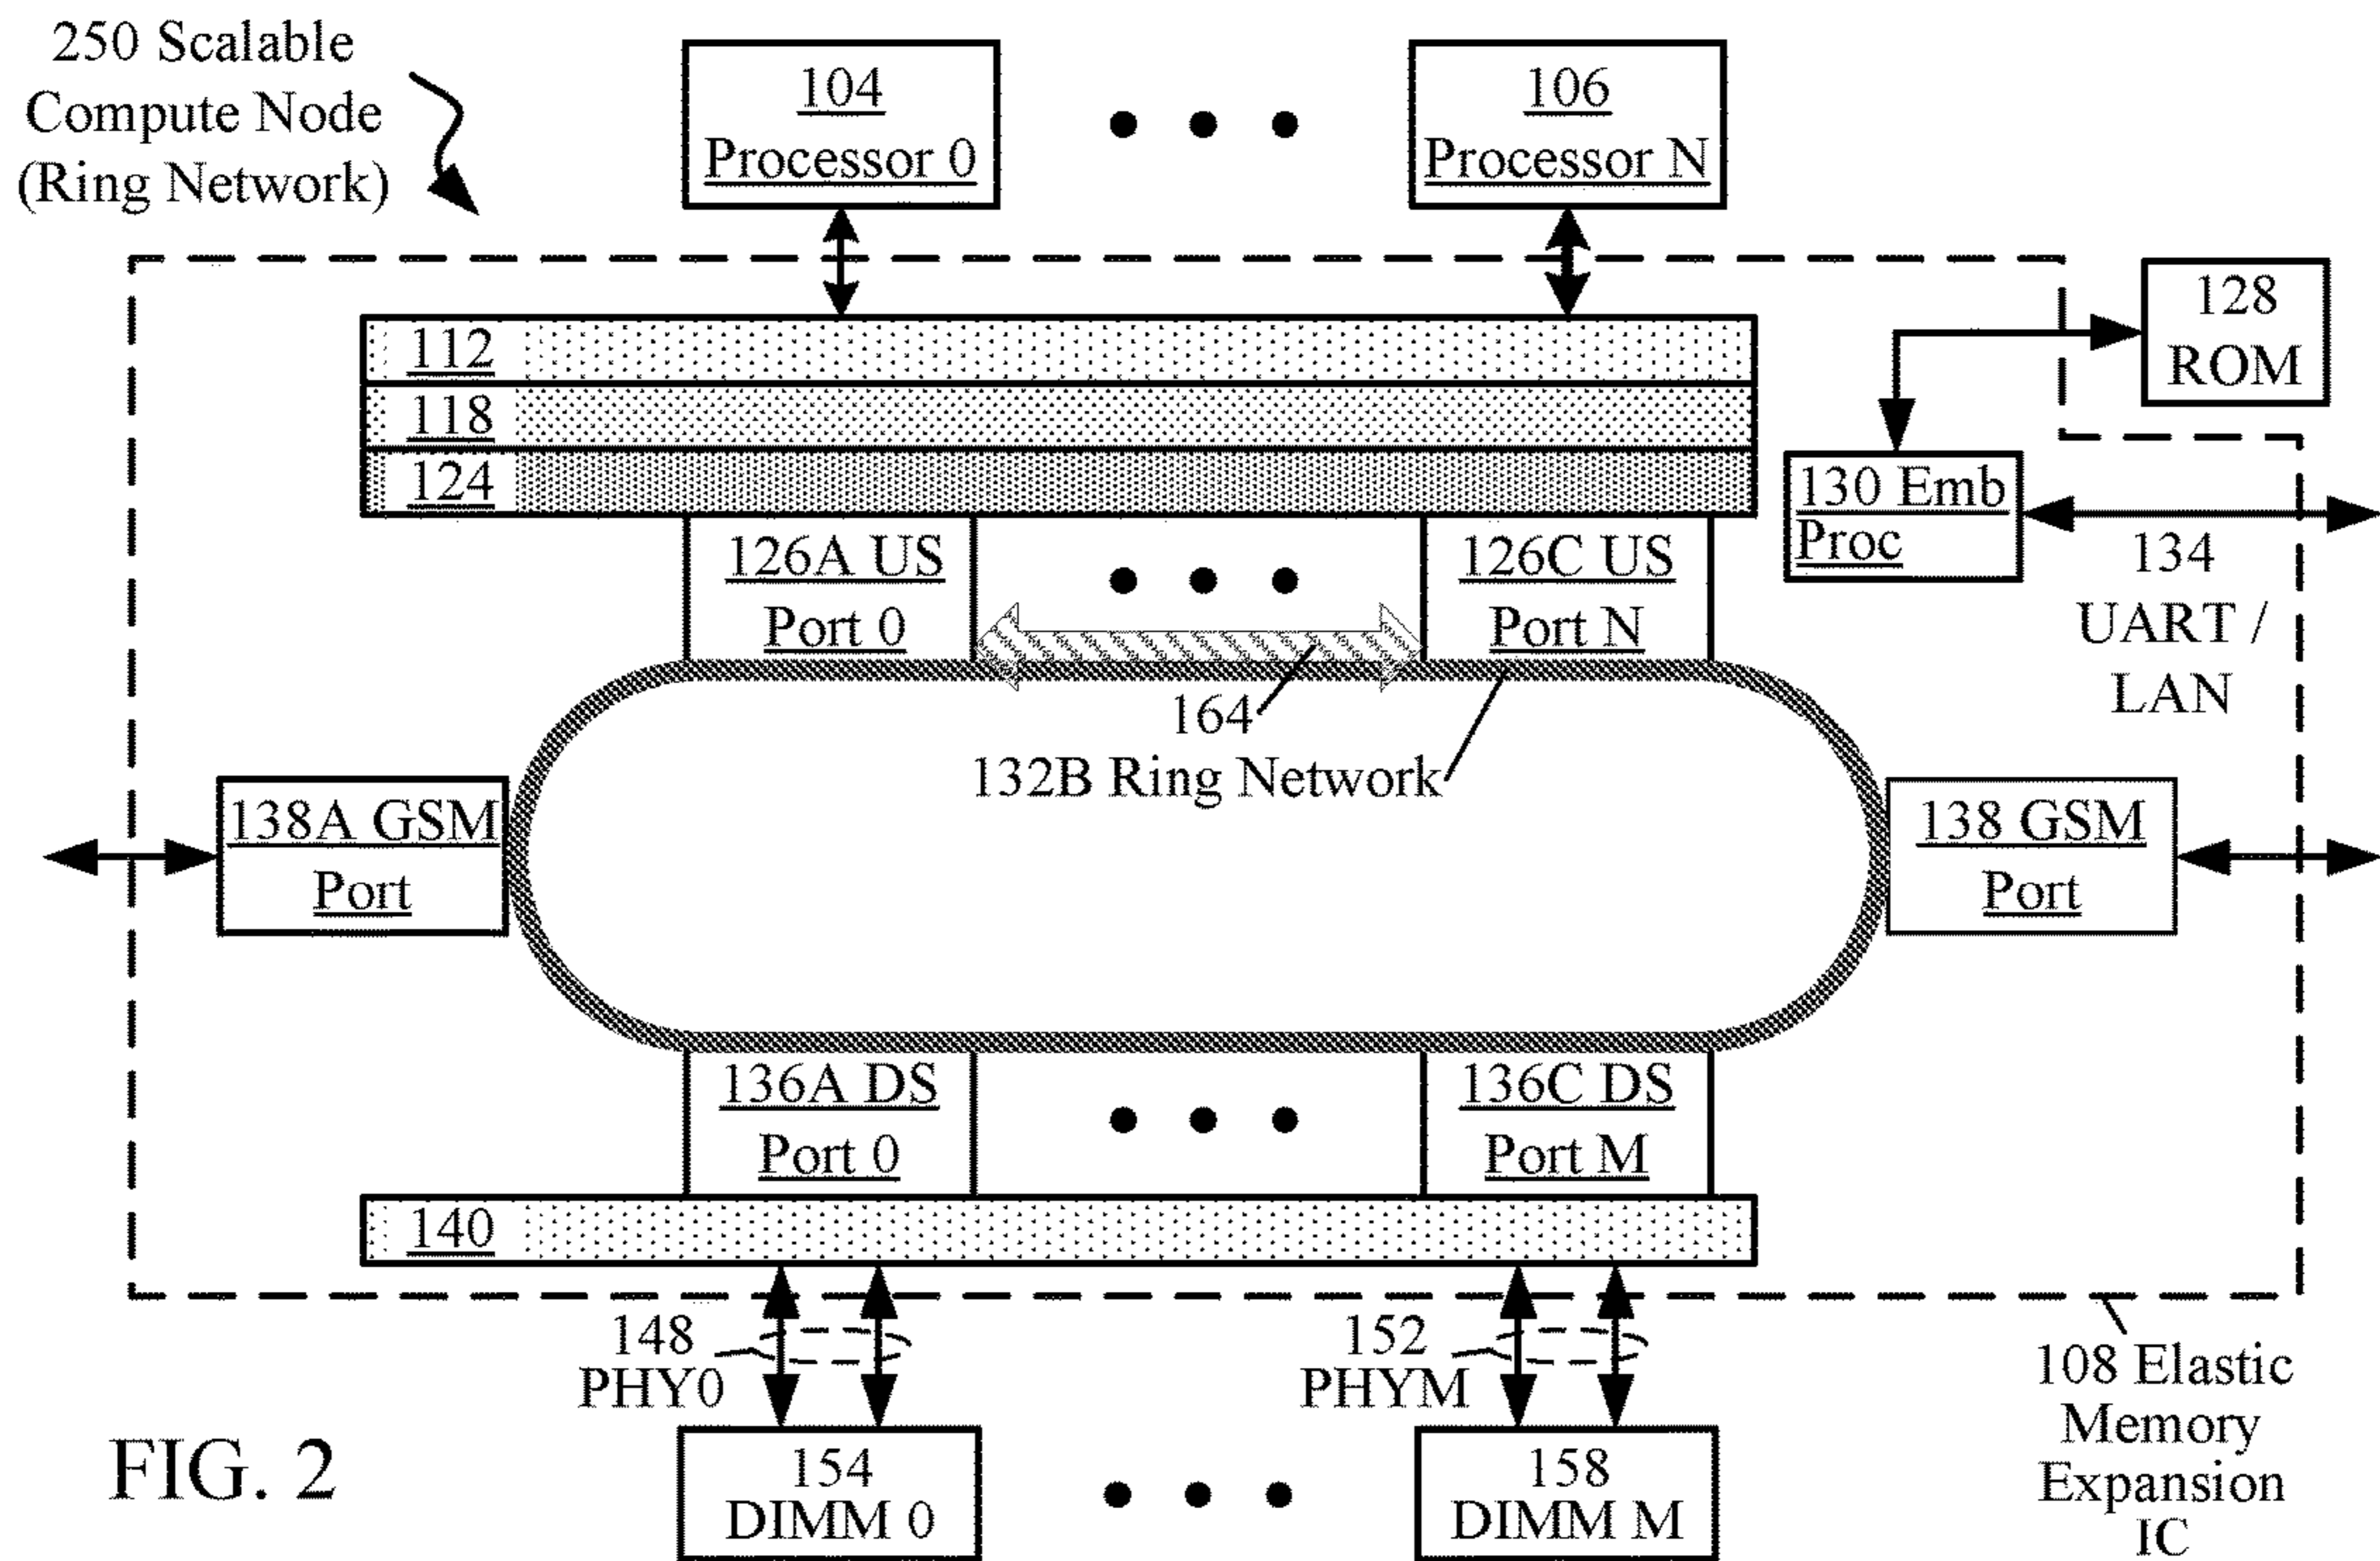 250 Scalable
Compute Node
(Ring Network)
104
Processor 0
106
Processor N
128
ROM
112
118
124
130 Emb
Proc
134
UART /
LAN
126A US
Port 0
126C US
Port N
164
132B Ring Network
138A GSM
Port
138 GSM
Port
136A DS
Port 0
136C DS
Port M
140
148
PHY0
152
PHYM
108 Elastic
Memory
Expansion
IC
154
DIMM 0
158
DIMM M
FIG. 2